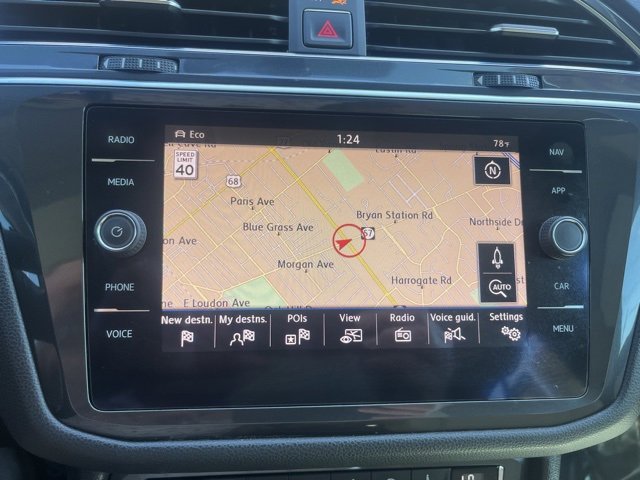 RADIO
MEDIA
PHONE
VOICE
Eco
1:24
78°F
SPEED LIMIT 40
N
68
Paris Ave
Bryan Station Rd
Northside Dr
Blue Grass Ave
57
on Ave
Morgan Ave
Harrogate Rd
AUTO
E Loudon Ave
New destn.
My destns.
POIs
View
Radio
Voice guid.
Settings
NAV
APP
CAR
MENU